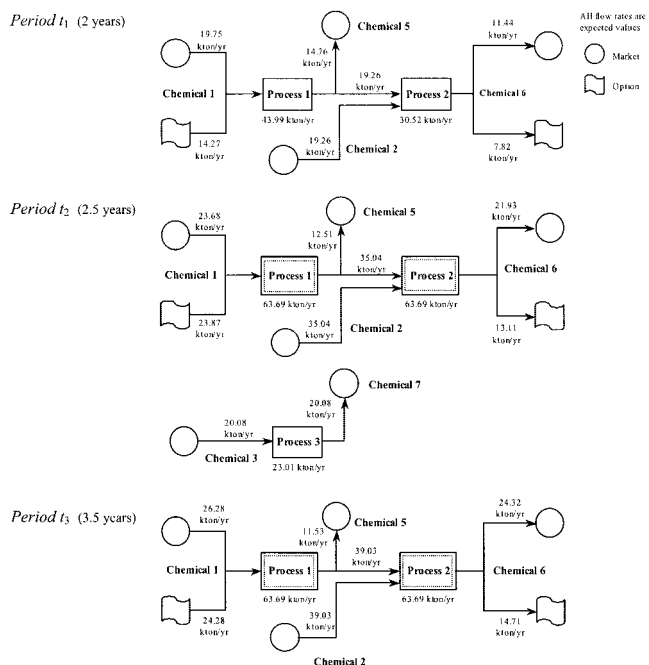 Period t1 (2 years)
All flow rates are
expected values
Market
Option
19.75
kton/yr
Chemical 1
14.27
kton/yr
Process 1
43.99 kton/yr
14.76
kton/yr
Chemical 5
19.26
kton/yr
19.26
kton/yr
Chemical 2
Process 2
30.52 kton/yr
11.44
kton/yr
Chemical 6
7.82
kton/yr
Period t2 (2.5 years)
23.68
kton/yr
Chemical 1
23.87
kton/yr
Process 1
63.69 kton/yr
12.51
kton/yr
Chemical 5
35.04
kton/yr
35.04
kton/yr
Chemical 2
Process 2
63.69 kton/yr
21.93
kton/yr
Chemical 6
13.11
kton/yr
20.08
kton/yr
Chemical 3
Process 3
23.01 kton/yr
20.08
kton/yr
Chemical 7
Period t3 (3.5 years)
26.28
kton/yr
Chemical 1
24.28
kton/yr
Process 1
63.69 kton/yr
11.53
kton/yr
Chemical 5
39.03
kton/yr
39.03
kton/yr
Chemical 2
Process 2
63.69 kton/yr
24.32
kton/yr
Chemical 6
14.71
kton/yr